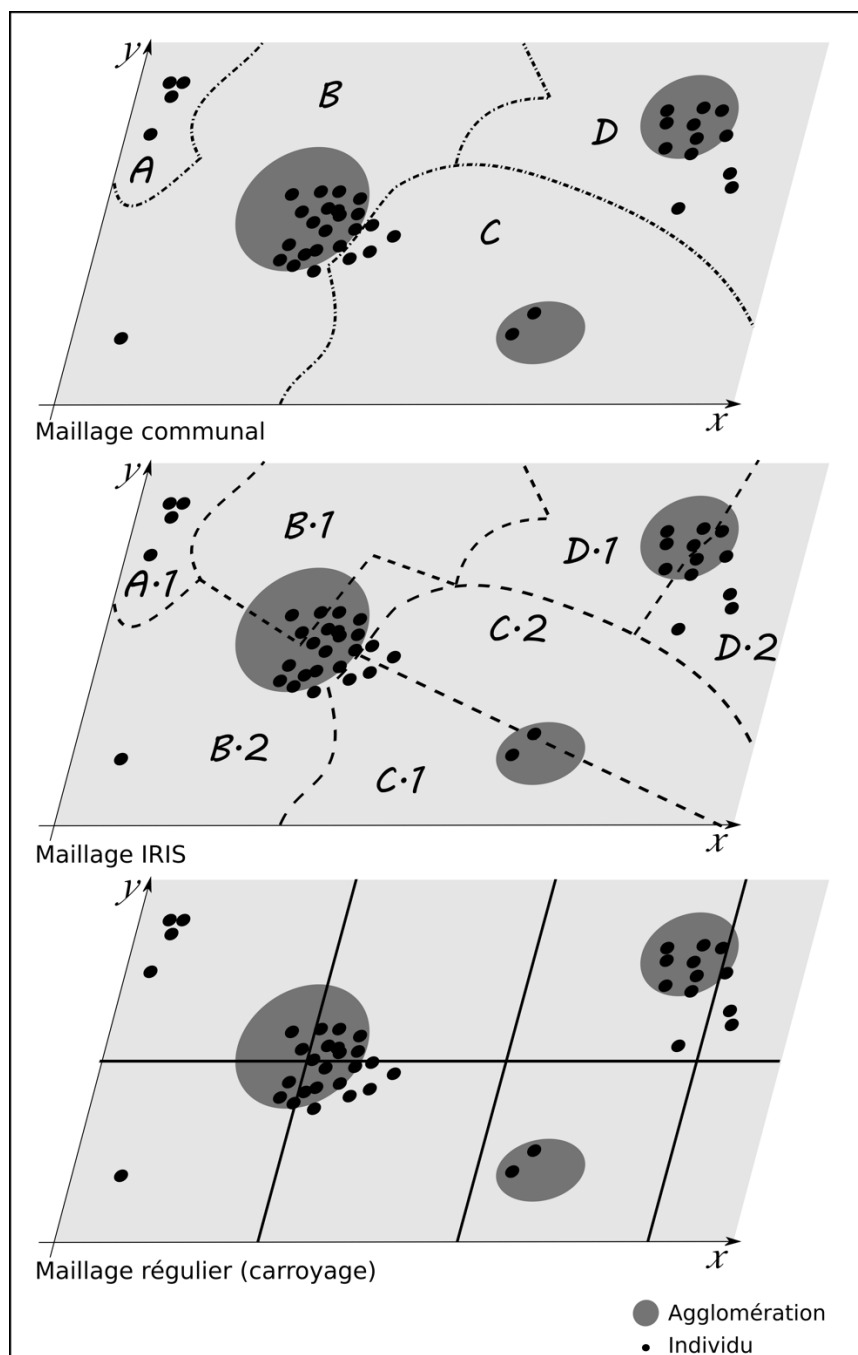 y
B
D
A
C
x
Maillage communal
y
B·1
D·1
A·1
C·2
D·2
B·2
C·1
x
Maillage IRIS
y
x
Maillage régulier (carroyage)
Agglomération
Individu